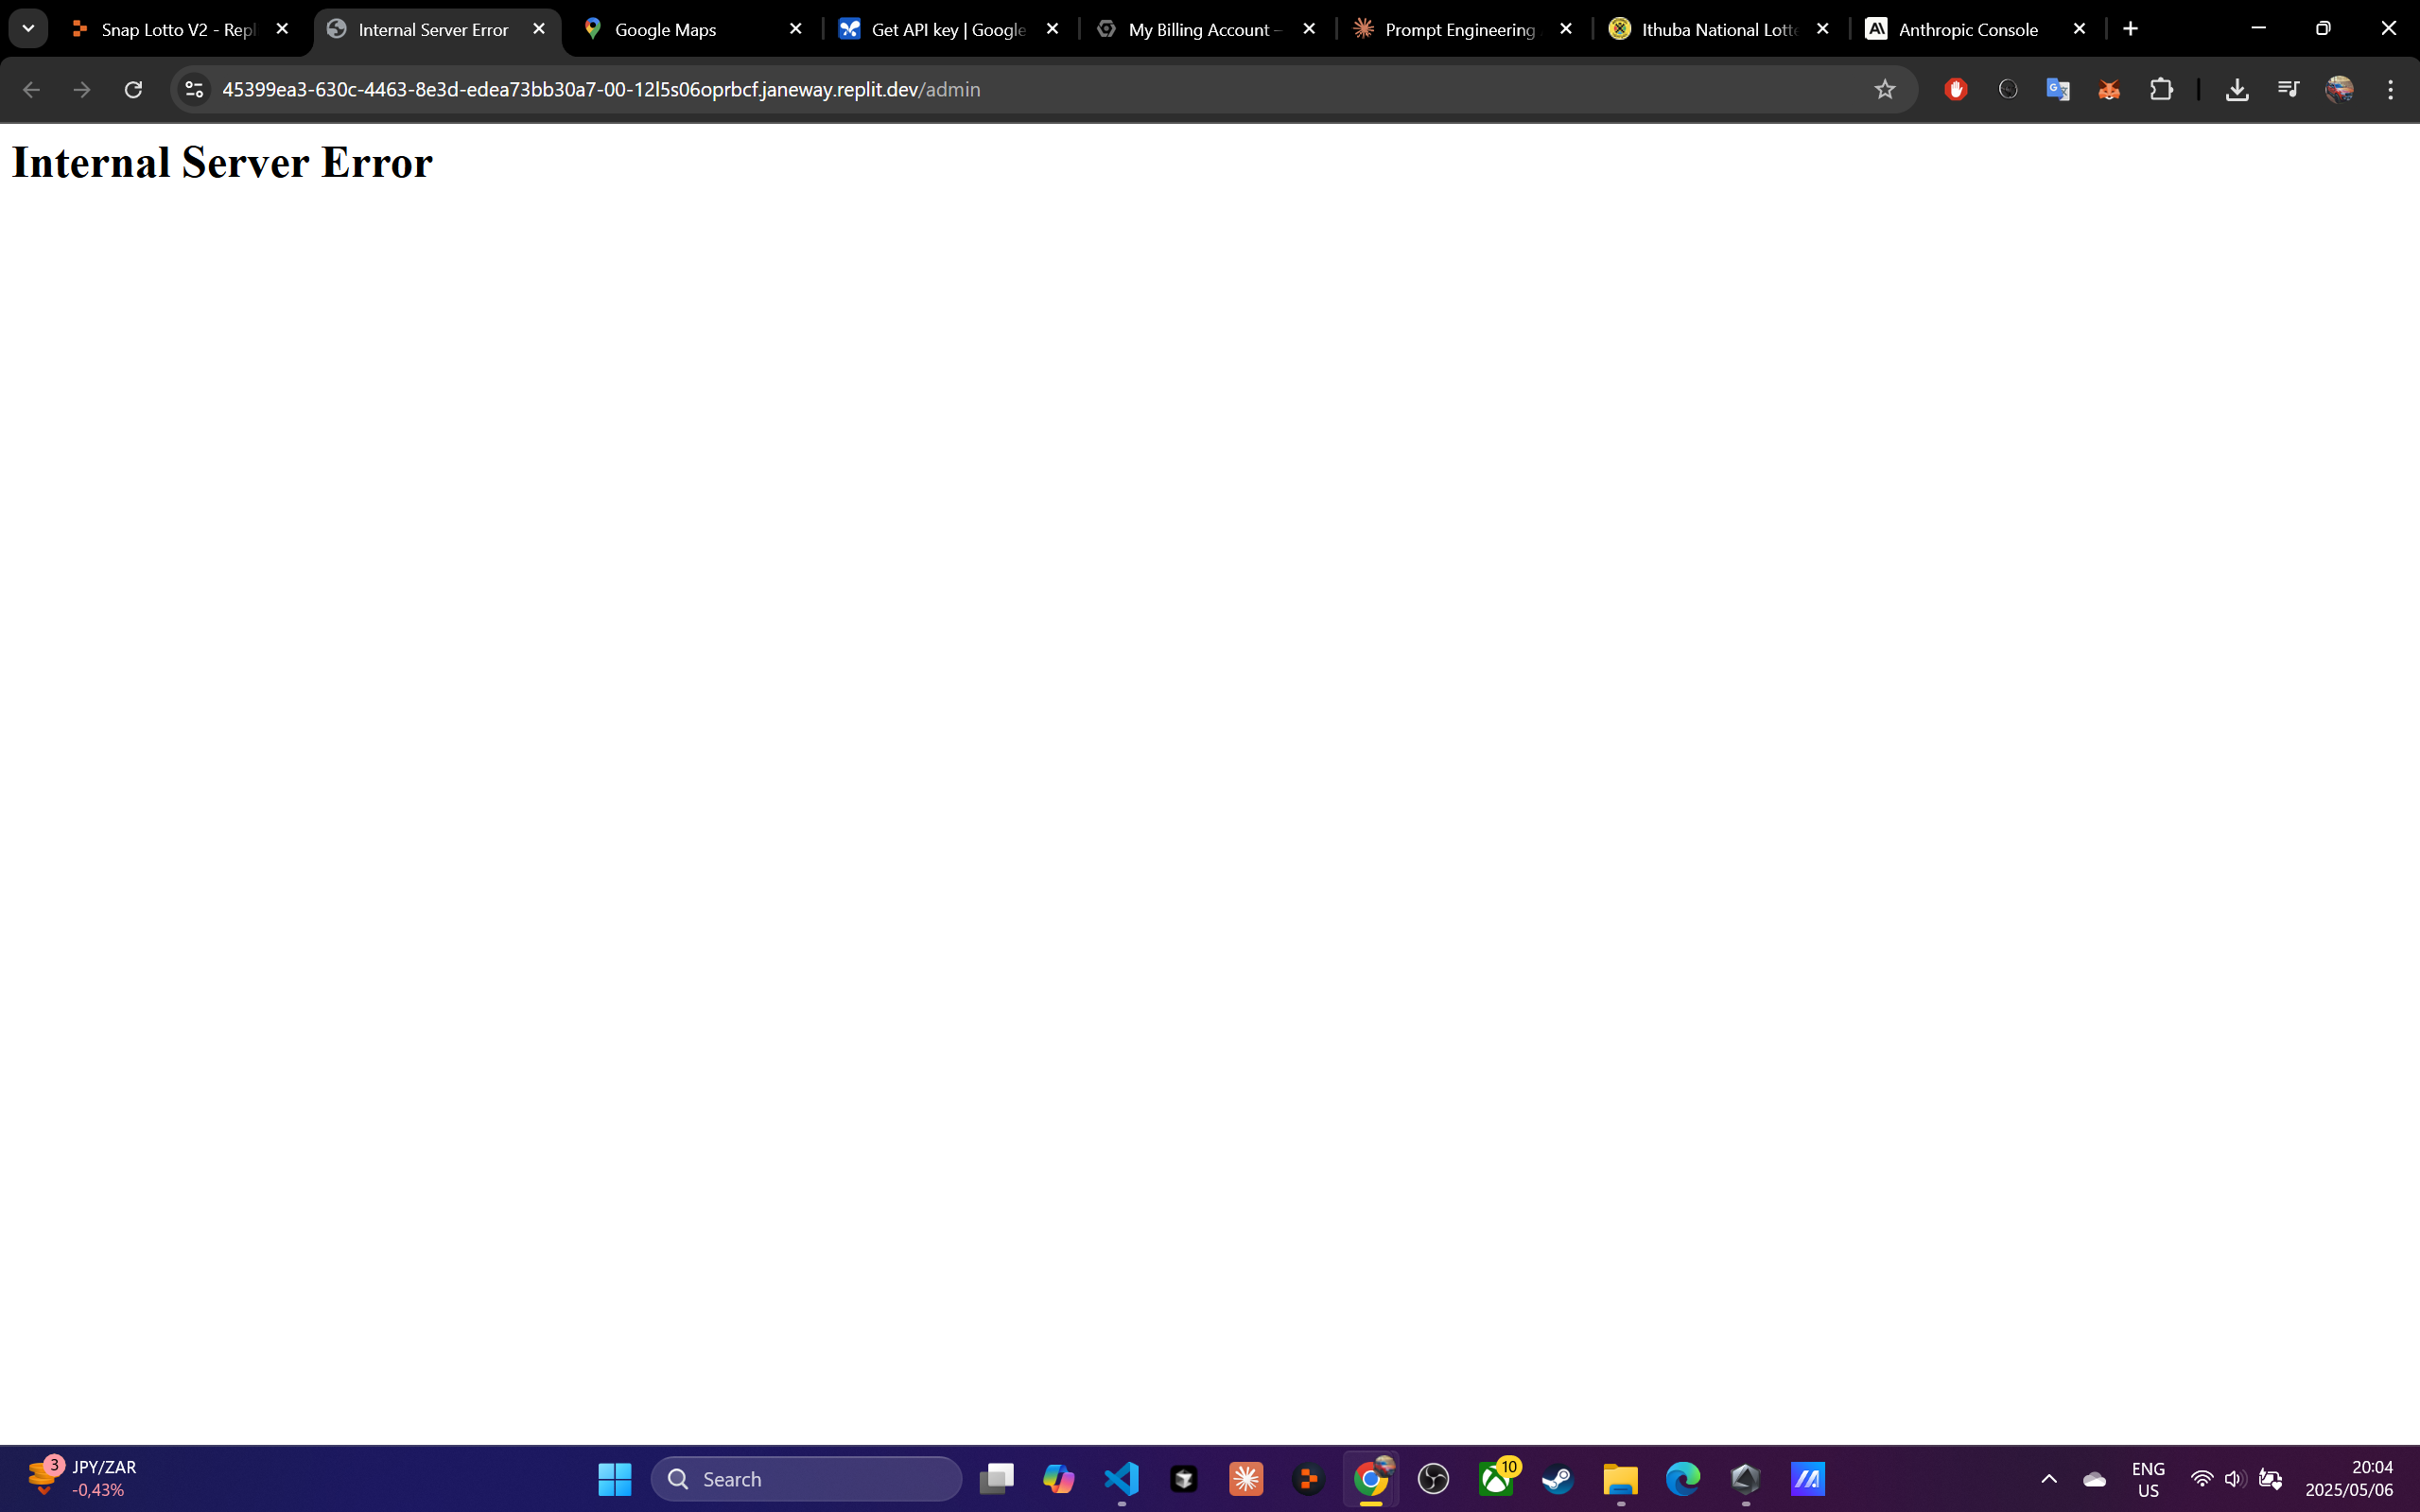 Snap Lotto V2 - Repl
Internal Server Error
Google Maps
Get API key | Google
My Billing Account –
Prompt Engineering
Ithuba National Lotte
Anthropic Console
45399ea3-630c-4463-8e3d-edea73bb30a7-00-12l5s06oprbcf.janeway.replit.dev/admin
Internal Server Error
3
JPY/ZAR
-0,43%
Search
10
ENG
US
20:04
2025/05/06